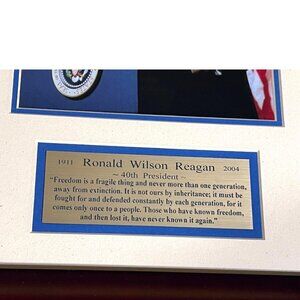 1911 Ronald Wilson Reagan 2004
~ 40th President ~
"Freedom is a fragile thing and never more than one generation,
away from extinction. It is not ours by inheritance; it must be
fought for and defended constantly by each generation, for it
comes only once to a people. Those who have known freedom,
and then lost it, have never known it again."